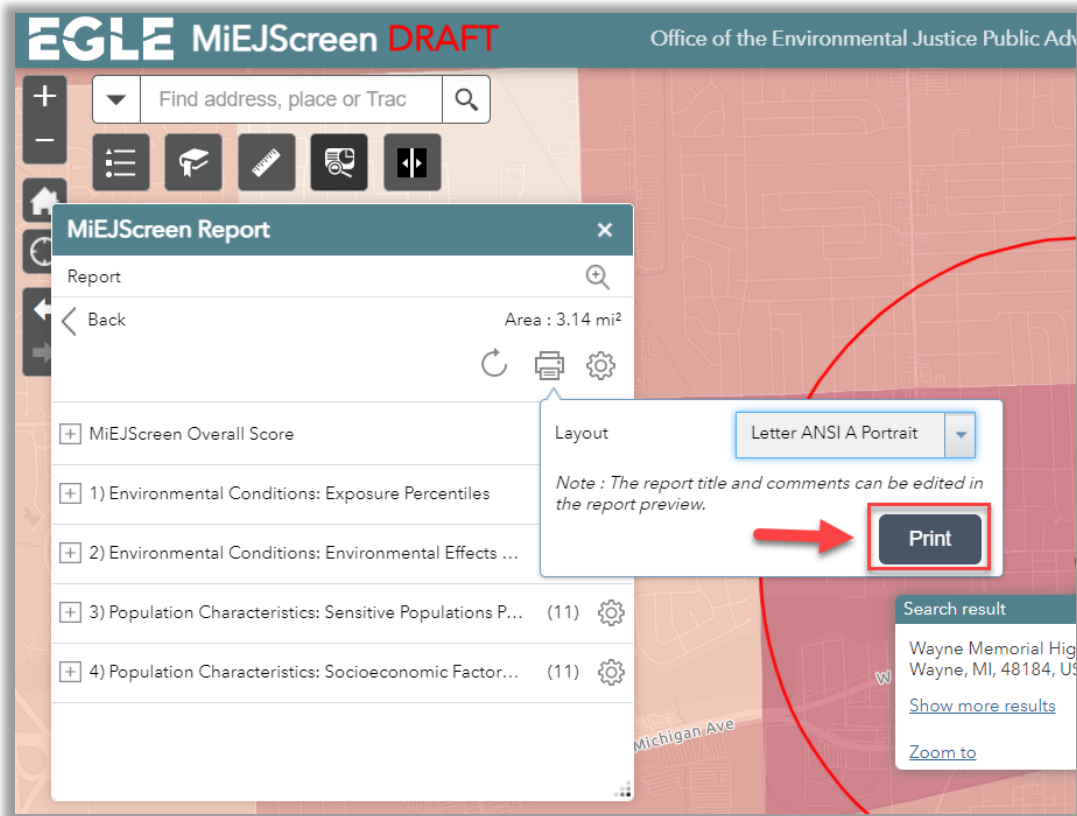 EGLE MiEJScreen DRAFT
Office of the Environmental Justice Public Adv
Find address, place or Trac
MiEJScreen Report
Report
Back
Area : 3.14 mi²
MiEJScreen Overall Score
1) Environmental Conditions: Exposure Percentiles
2) Environmental Conditions: Environmental Effects ...
3) Population Characteristics: Sensitive Populations P... (11)
4) Population Characteristics: Socioeconomic Factor... (11)
Layout
Letter ANSI A Portrait
Note : The report title and comments can be edited in
the report preview.
Print
Search result
Wayne Memorial Hig
Wayne, MI, 48184, US
Show more results
Zoom to
W
Michigan Ave